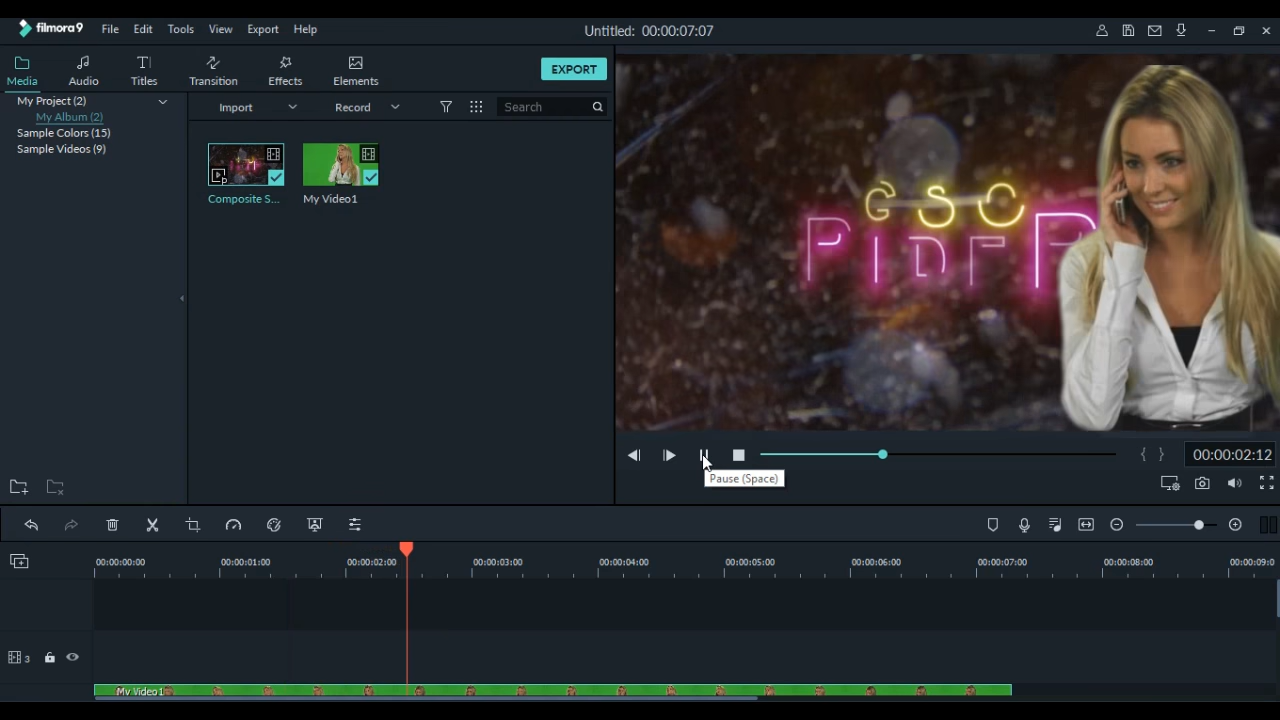 filmora9 File Edit Tools View Export Help Untitled: 00:00:07:07
Media Audio Titles Transition Effects Elements EXPORT
My Project (2) Import Record Search
My Album (2)
Sample Colors (15)
Sample Videos (9)
Composite S... My Video1
GSC
PIDER
00:00:02:12
Pause (Space)
00:00:00:00 00:00:01:00 00:00:02:00 00:00:03:00 00:00:04:00 00:00:05:00 00:00:06:00 00:00:07:00 00:00:08:00 00:00:09:0
3
My Video1